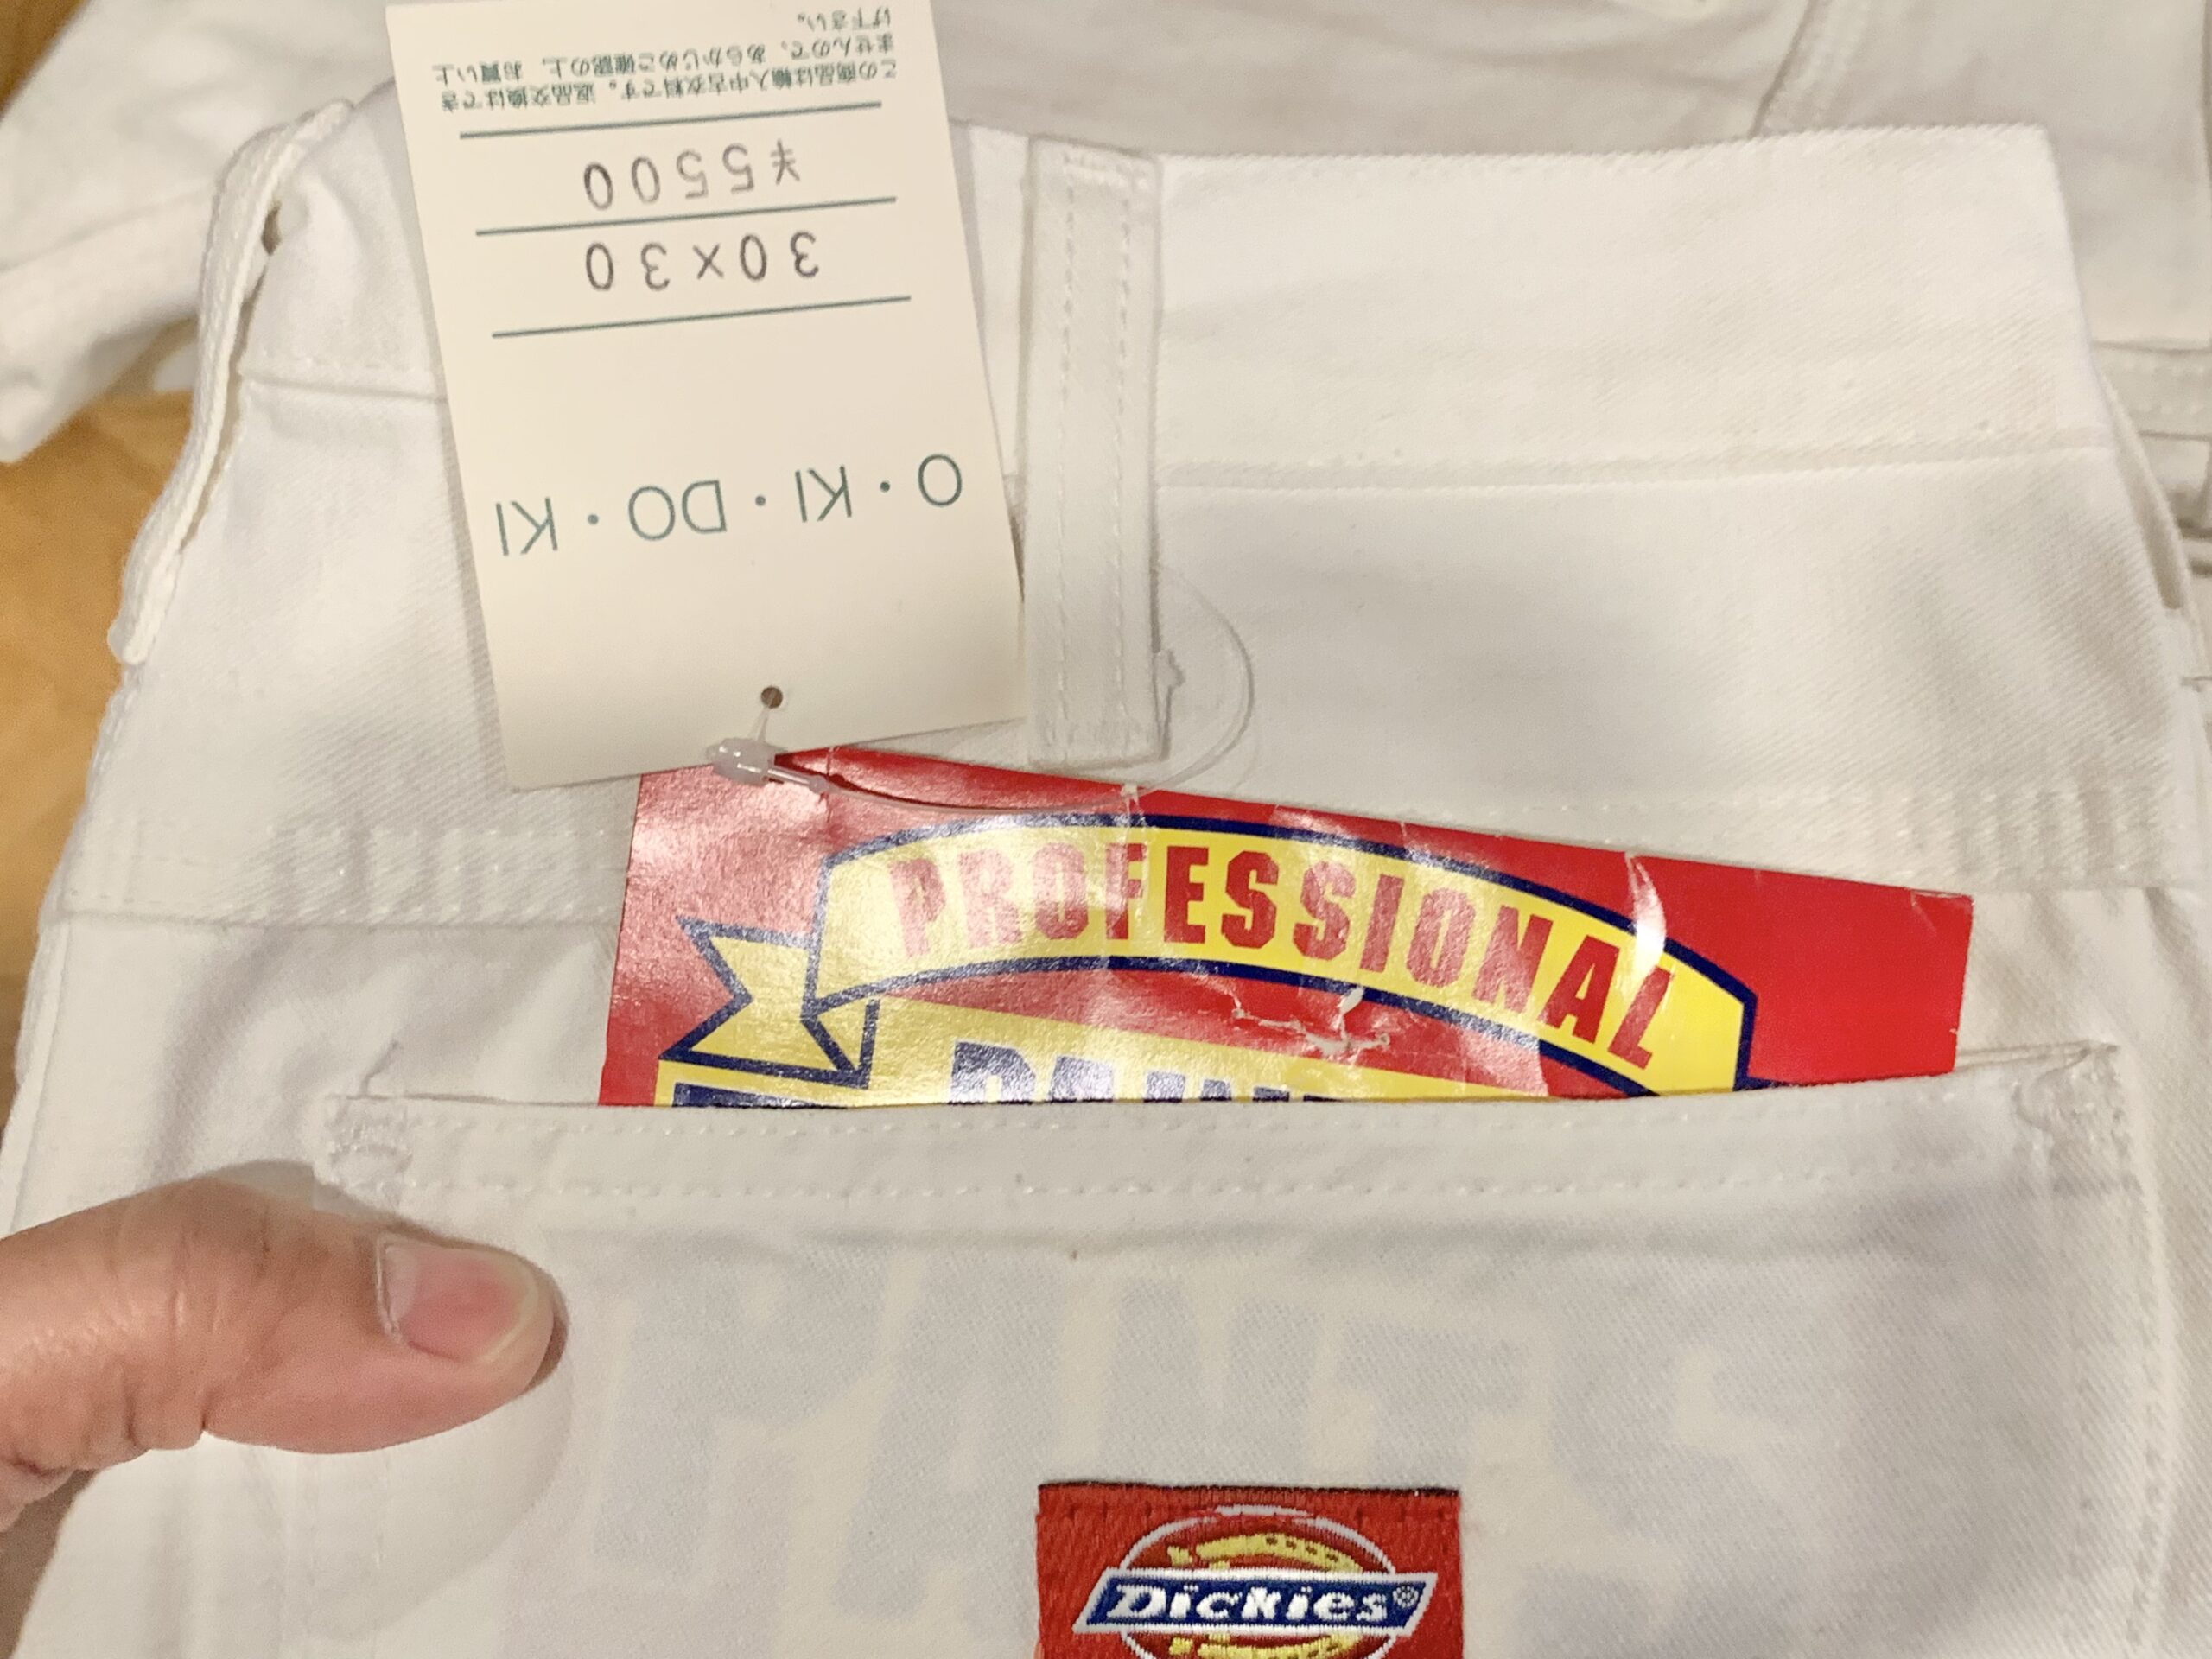 O・KI・DO・KI
30×30
¥5500
この商品は輸入中古衣料です。返品交換はでき
ませんので、あらかじめご確認の上、お買い上
げ下さい。
PROFESSIONAL
Dickies®